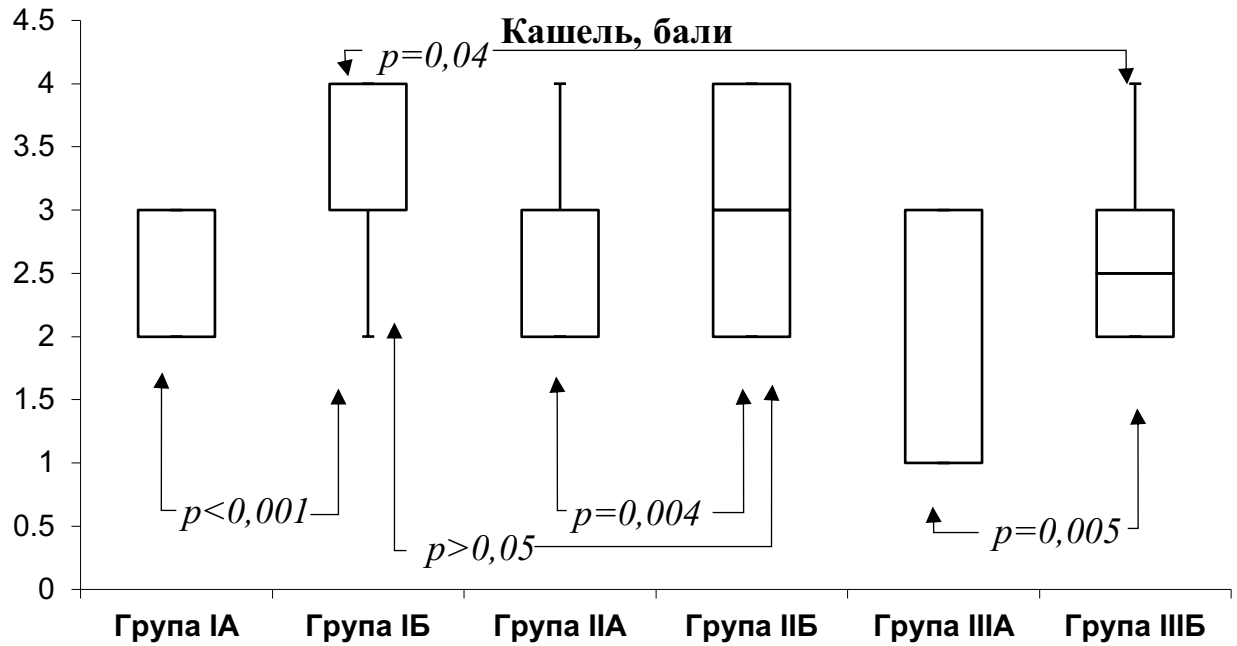 Кашель, бали
4.5
4
3.5
3
2.5
2
1.5
1
0.5
0
p=0,04
p<0,001
p>0,05
p=0,004
p=0,005
Група ІА
Група ІБ
Група ІІА
Група ІІБ
Група ІІІА
Група ІІІБ